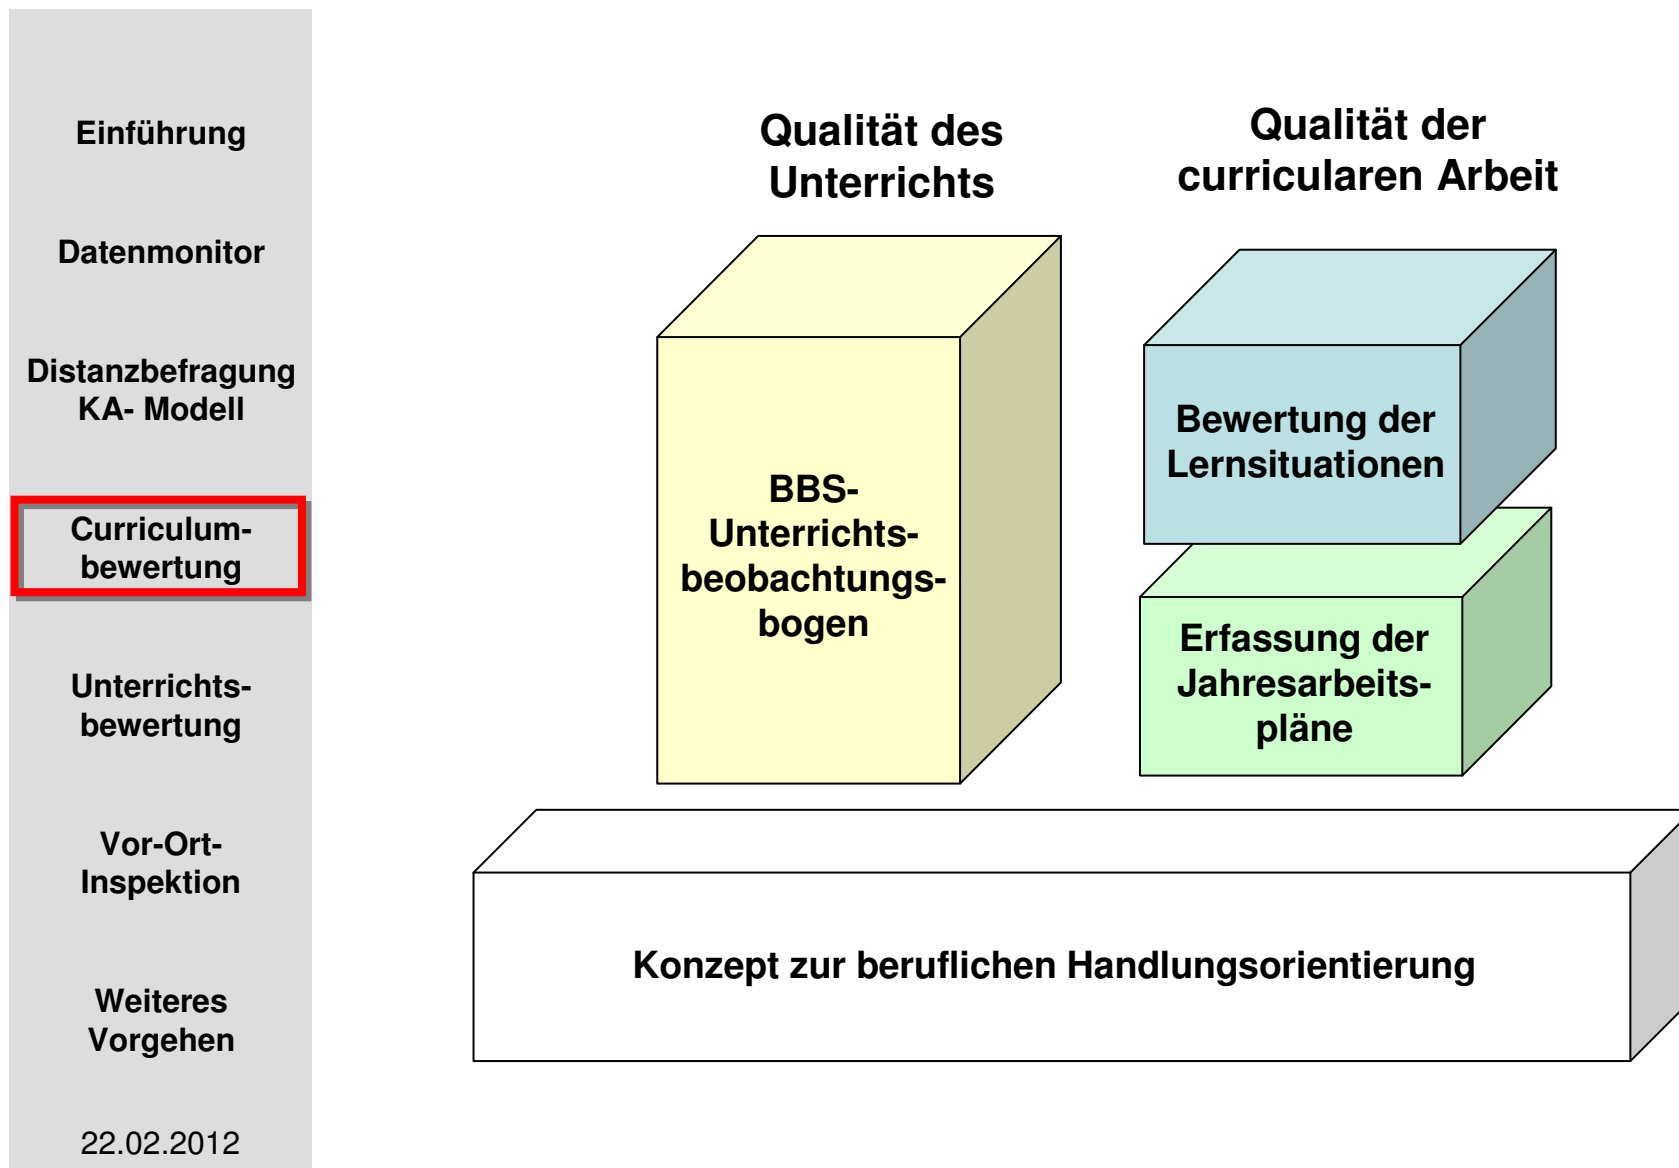 Einführung
Datenmonitor
Distanzbefragung
KA- Modell
Curriculum-
bewertung
Unterrichts-
bewertung
Vor-Ort-
Inspektion
Weiteres
Vorgehen
22.02.2012
Qualität des
Unterrichts
Qualität der
curricularen Arbeit
BBS-
Unterrichts-
beobachtungs-
bogen
Bewertung der
Lernsituationen
Erfassung der
Jahresarbeits-
pläne
Konzept zur beruflichen Handlungsorientierung